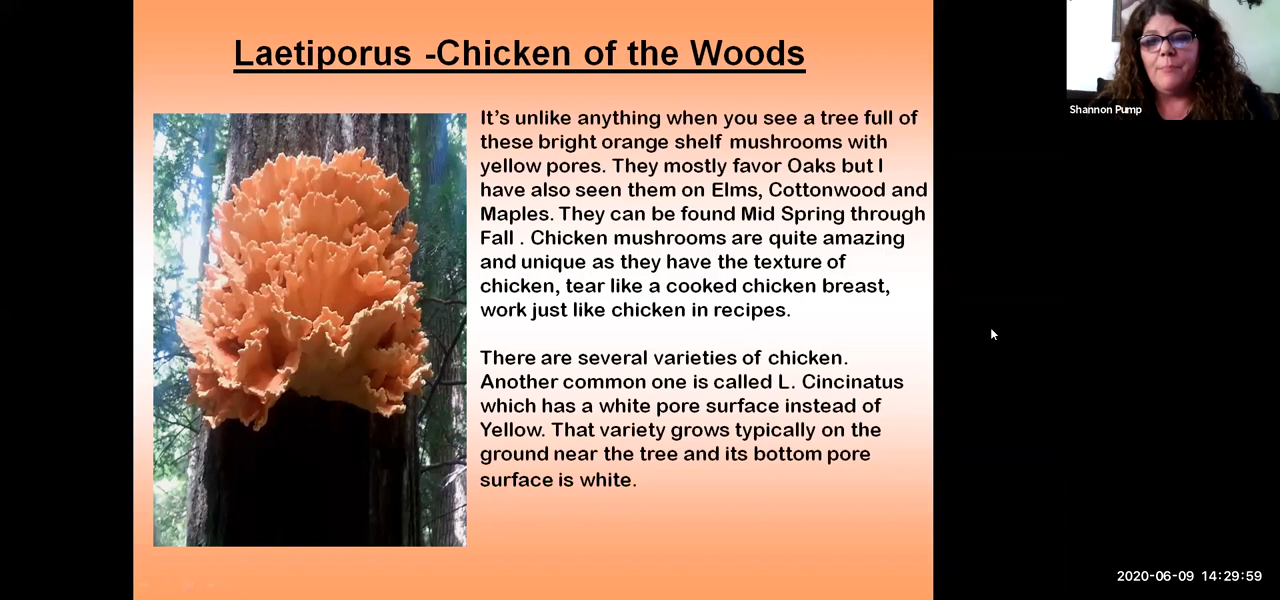 Laetiporus -Chicken of the Woods
It's unlike anything when you see a tree full of
these bright orange shelf mushrooms with
yellow pores. They mostly favor Oaks but I
have also seen them on Elms, Cottonwood and
Maples. They can be found Mid Spring through
Fall . Chicken mushrooms are quite amazing
and unique as they have the texture of
chicken, tear like a cooked chicken breast,
work just like chicken in recipes.
There are several varieties of chicken.
Another common one is called L. Cincinatus
which has a white pore surface instead of
Yellow. That variety grows typically on the
ground near the tree and its bottom pore
surface is white.
Shannon Pump
2020-06-09 14:29:59